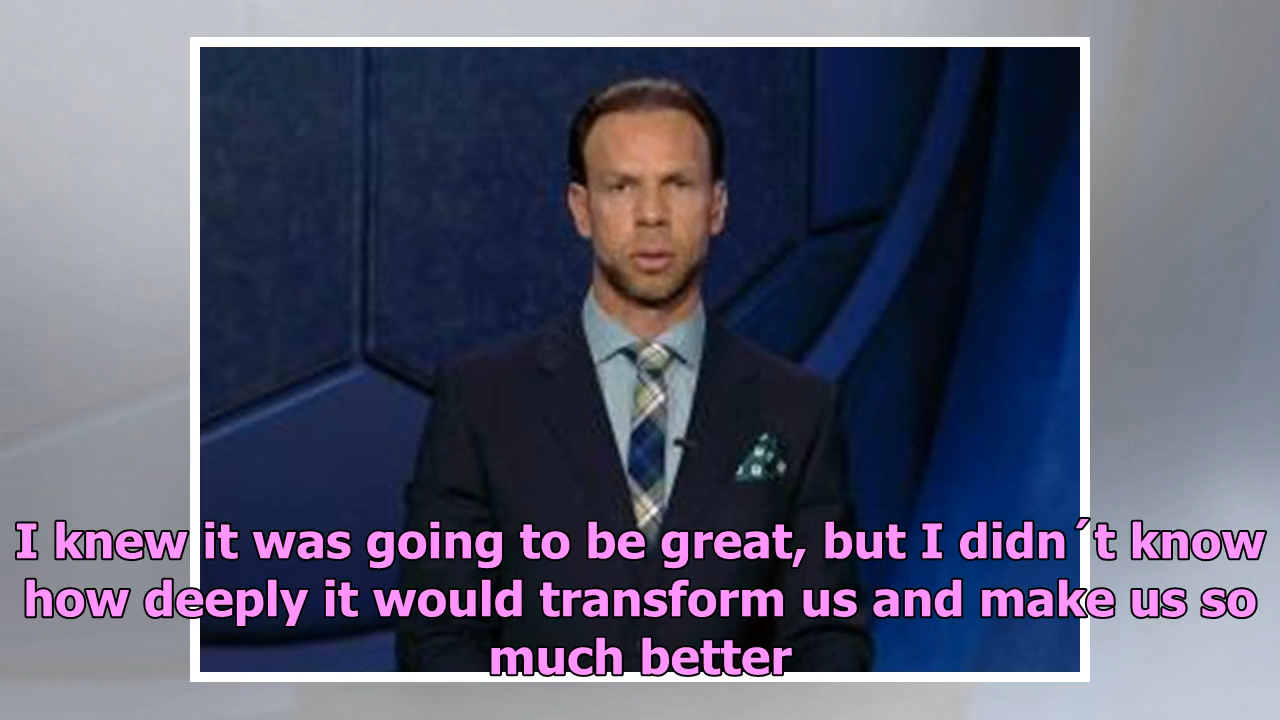 I knew it was going to be great, but I didn´t know
how deeply it would transform us and make us so
much better